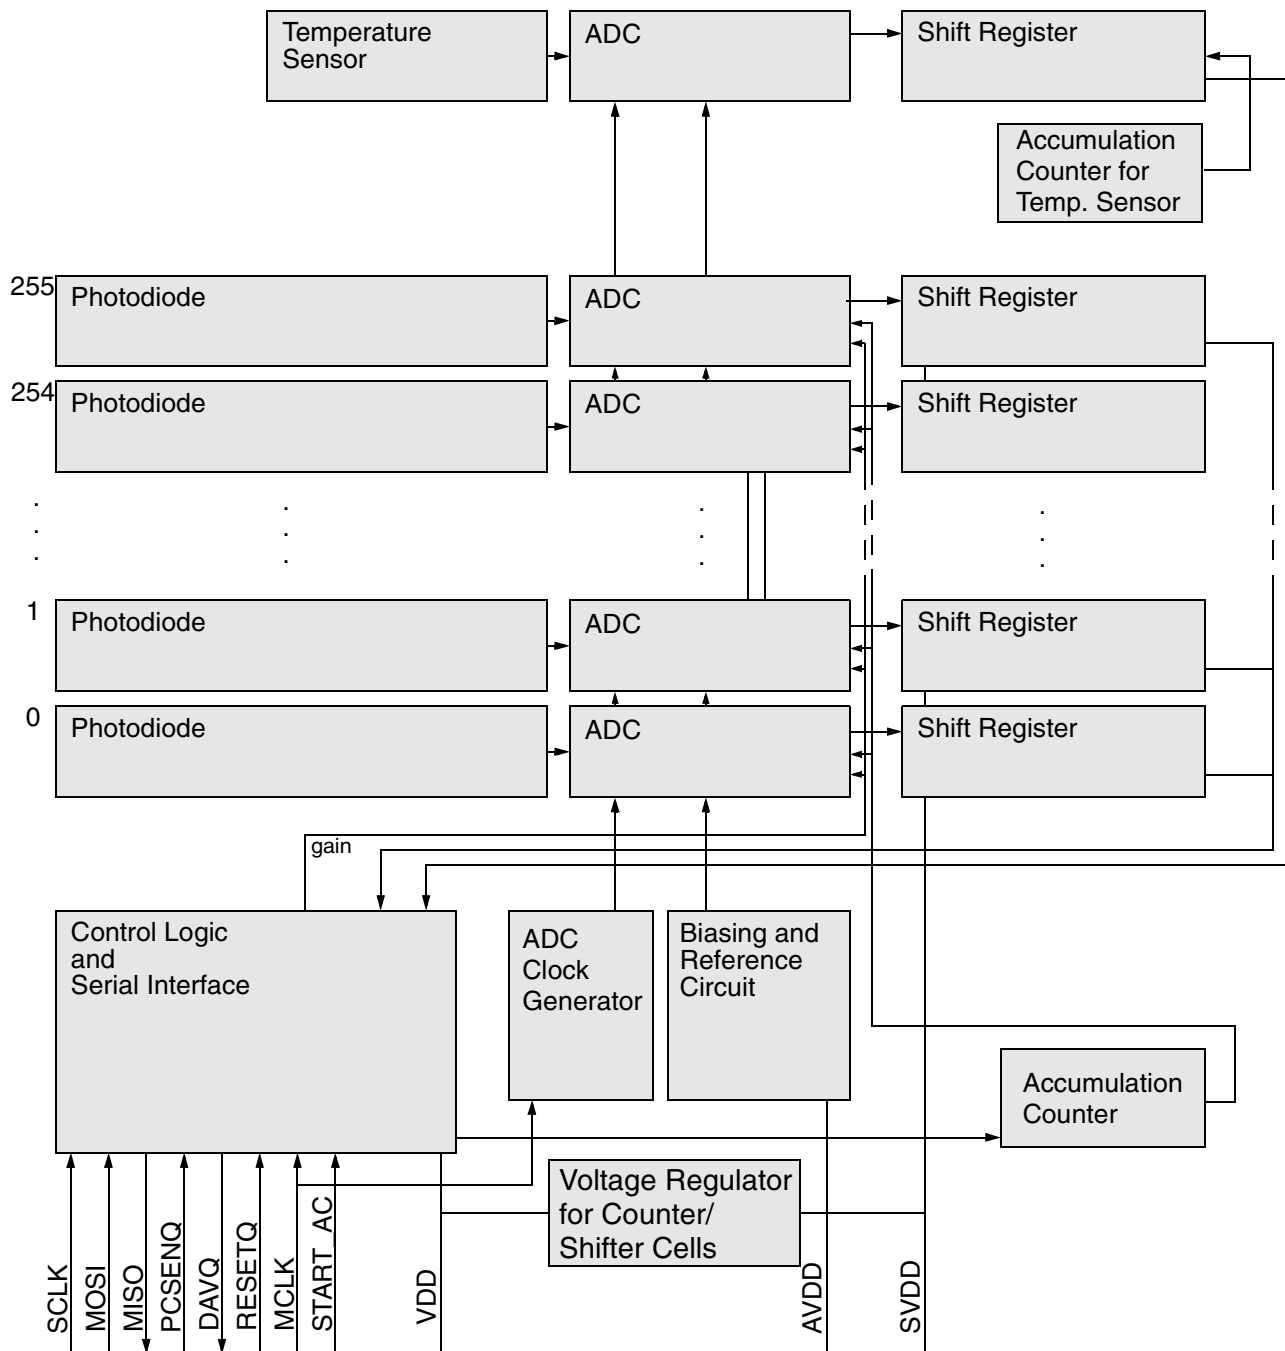 Temperature
Sensor
ADC
Shift Register
Accumulation
Counter for
Temp. Sensor
255
Photodiode
ADC
Shift Register
254
Photodiode
ADC
Shift Register
1
Photodiode
ADC
Shift Register
0
Photodiode
ADC
Shift Register
gain
Control Logic
and
Serial Interface
ADC
Clock
Generator
Biasing and
Reference
Circuit
Accumulation
Counter
Voltage Regulator
for Counter/
Shifter Cells
SCLK
MOSI
MISO
PCSENQ
DAVQ
RESETQ
MCLK
START_AC
VDD
AVDD
SVDD